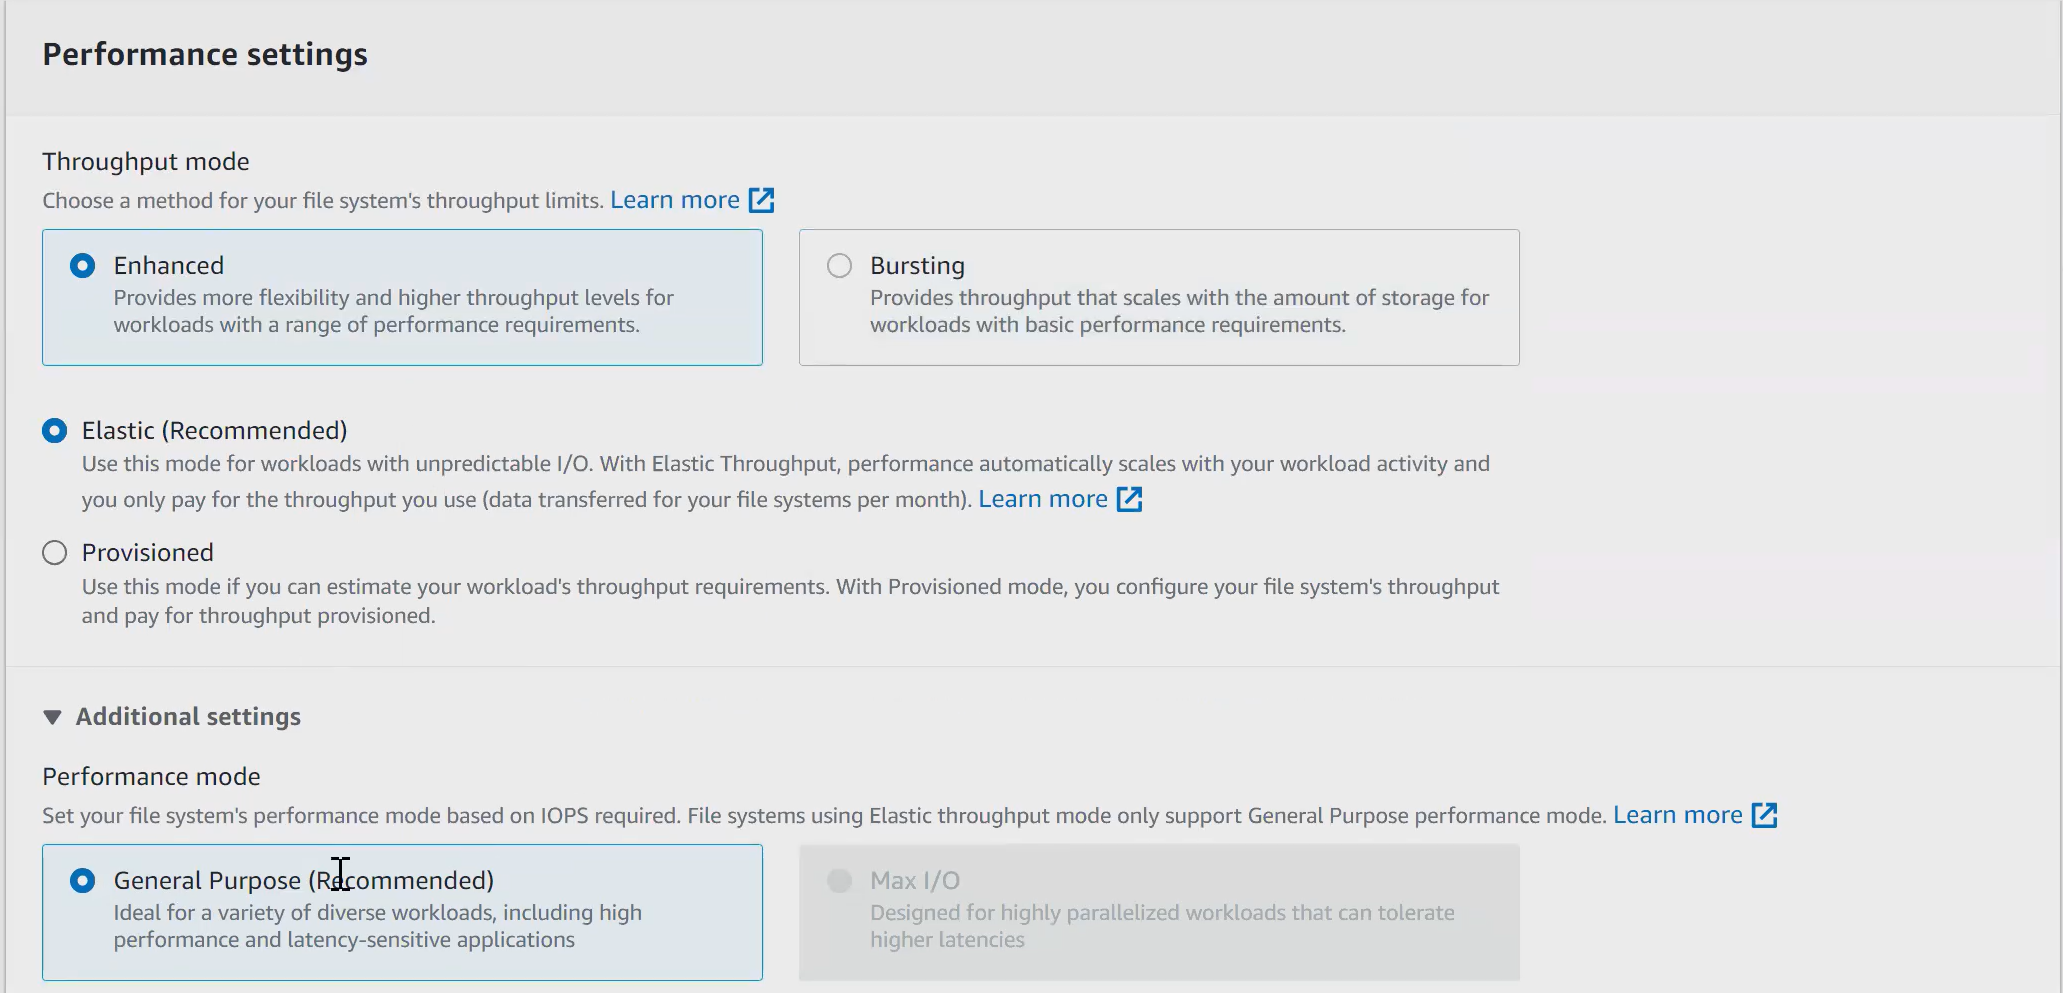 Performance settings
Throughput mode
Choose a method for your file system's throughput limits. Learn more
Enhanced
Provides more flexibility and higher throughput levels for
workloads with a range of performance requirements.
Bursting
Provides throughput that scales with the amount of storage for
workloads with basic performance requirements.
Elastic (Recommended)
Use this mode for workloads with unpredictable I/O. With Elastic Throughput, performance automatically scales with your workload activity and
you only pay for the throughput you use (data transferred for your file systems per month). Learn more
Provisioned
Use this mode if you can estimate your workload's throughput requirements. With Provisioned mode, you configure your file system's throughput
and pay for throughput provisioned.
Additional settings
Performance mode
Set your file system's performance mode based on IOPS required. File systems using Elastic throughput mode only support General Purpose performance mode. Learn more
General Purpose (Recommended)
Ideal for a variety of diverse workloads, including high
performance and latency-sensitive applications
Max I/O
Designed for highly parallelized workloads that can tolerate
higher latencies